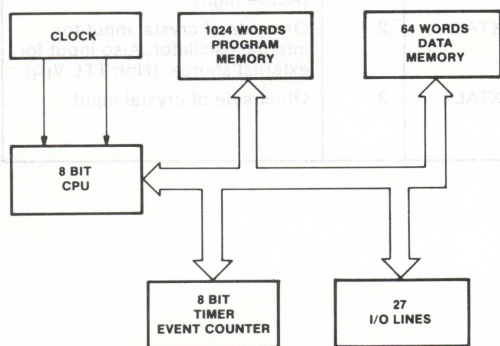 CLOCK
1024 WORDS
PROGRAM
MEMORY
64 WORDS
DATA
MEMORY
8 BIT
CPU
8 BIT
TIMER
EVENT COUNTER
27
I/O LINES